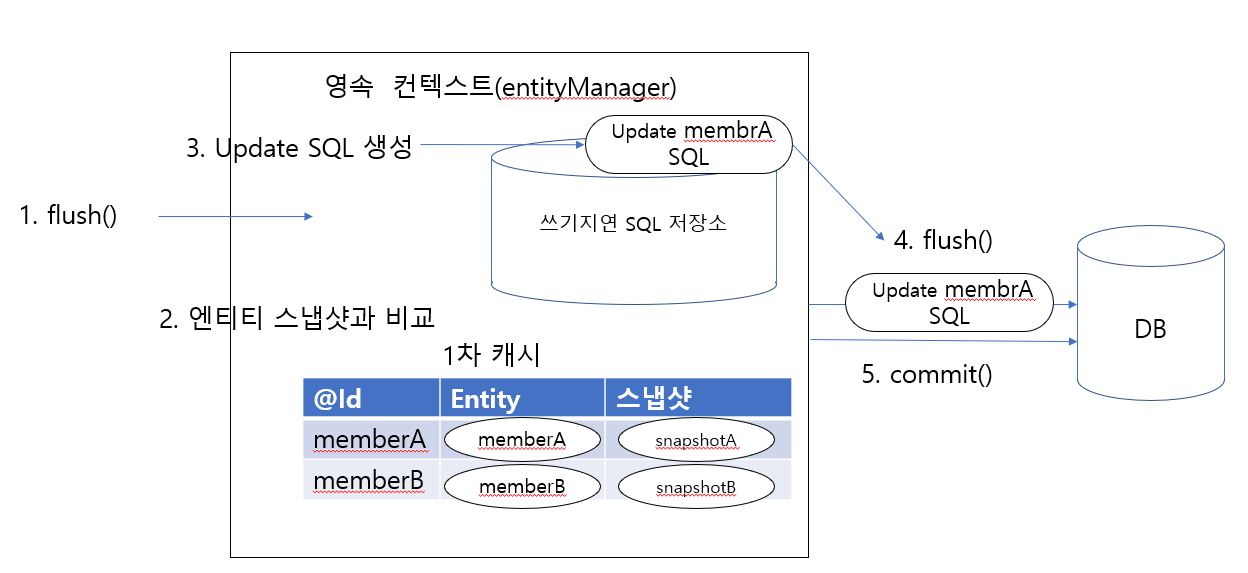 영속 컨텍스트(entityManager)
3. Update SQL 생성
Update membrA
SQL
1. flush()
쓰기지연 SQL 저장소
4. flush()
Update membrA
SQL
DB
2. 엔티티 스냅샷과 비교
1차 캐시
5. commit()
@Id Entity 스냅샷
memberA memberA snapshotA
memberB memberB snapshotB